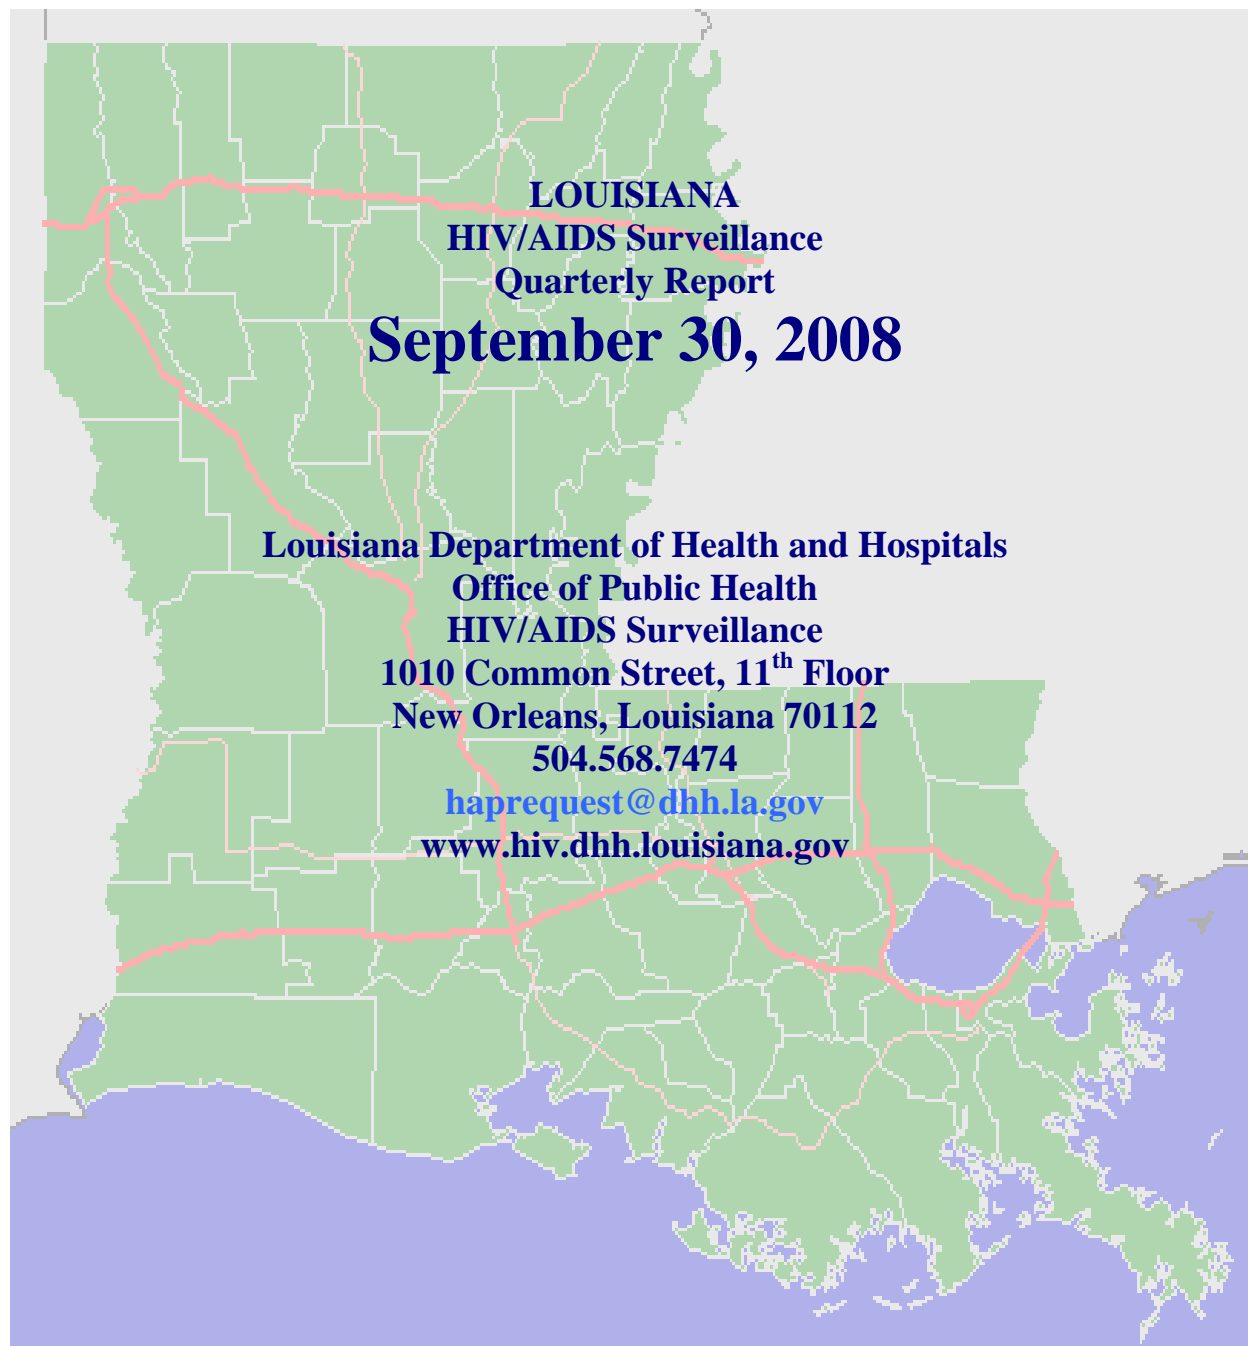 LOUISIANA
HIV/AIDS Surveillance
Quarterly Report
September 30, 2008
Louisiana Department of Health and Hospitals
Office of Public Health
HIV/AIDS Surveillance
1010 Common Street, 11th Floor
New Orleans, Louisiana 70112
504.568.7474
haprequest@dhh.la.gov
www.hiv.dhh.louisiana.gov